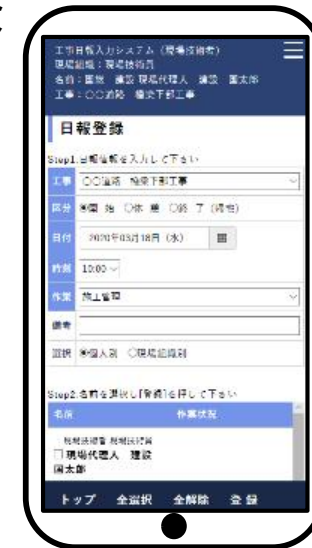 工事日報入力システム (現場技術者)
現場組織:現場技術員
名前:国総 建設 現場代理人 建設 国太郎
工事:〇〇道路 橋梁下部工事
日報登録
Step1.日報情報を入力して下さい
工事 〇〇道路 橋梁下部工事
区分 開 始 休 憩 終 了 (帰宅)
日付 2020年03月18日 (水)
時刻 10:00
作業 施工管理
備考
選択 個人別 現場組織別
Step2.名前を選択し[登録]を押して下さい
名前 作業状況
現場代理人 建設
国太郎
トップ 全選択 全解除 登録